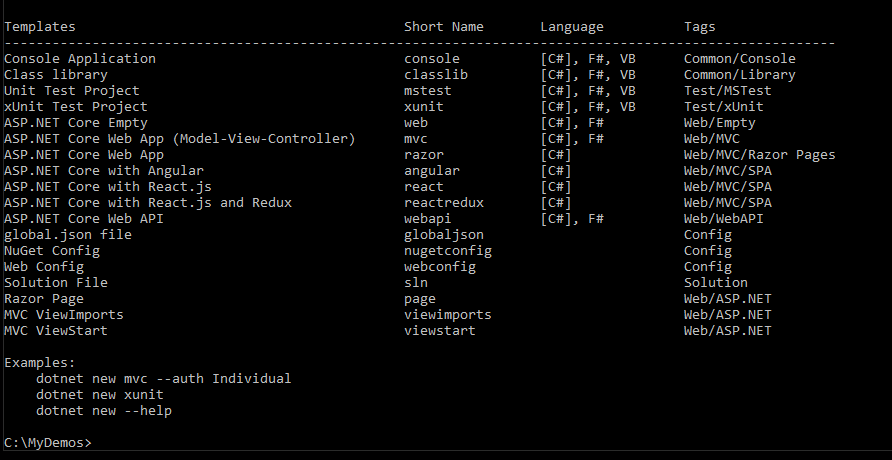 Templates                                         Short Name       Language          Tags
--------------------------------------------------------------------------------------------------------
Console Application                               console          [C#], F#, VB      Common/Console
Class library                                     classlib         [C#], F#, VB      Common/Library
Unit Test Project                                 mstest           [C#], F#, VB      Test/MSTest
xUnit Test Project                                xunit            [C#], F#, VB      Test/xUnit
ASP.NET Core Empty                                web              [C#], F#          Web/Empty
ASP.NET Core Web App (Model-View-Controller)      mvc              [C#], F#          Web/MVC
ASP.NET Core Web App                              razor            [C#]              Web/MVC/Razor Pages
ASP.NET Core with Angular                         angular          [C#]              Web/MVC/SPA
ASP.NET Core with React.js                        react            [C#]              Web/MVC/SPA
ASP.NET Core with React.js and Redux              reactredux       [C#]              Web/MVC/SPA
ASP.NET Core Web API                              webapi           [C#], F#          Web/WebAPI
global.json file                                  globaljson                         Config
NuGet Config                                      nugetconfig                        Config
Web Config                                        webconfig                          Config
Solution File                                     sln                                Solution
Razor Page                                        page                               Web/ASP.NET
MVC ViewImports                                   viewimports                        Web/ASP.NET
MVC ViewStart                                     viewstart                          Web/ASP.NET
Examples:
    dotnet new mvc --auth Individual
    dotnet new xunit
    dotnet new --help
C:\MyDemos>